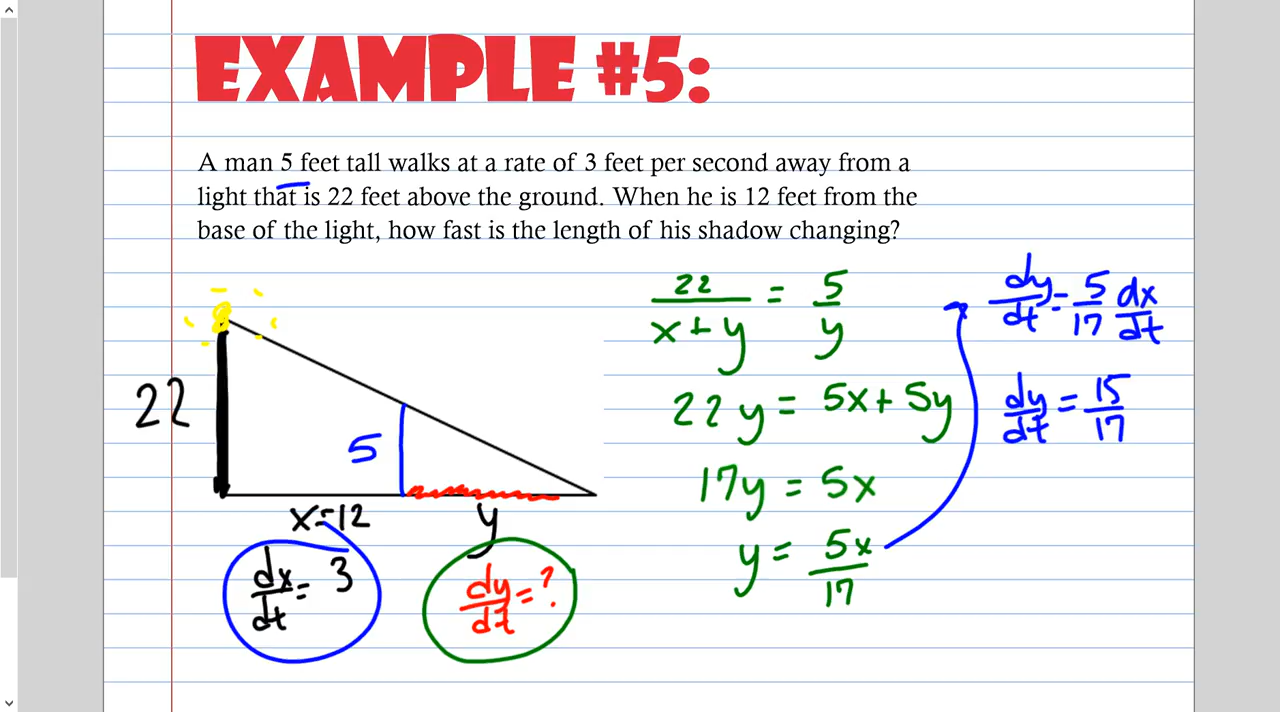 EXAMPLE #5:
A man 5 feet tall walks at a rate of 3 feet per second away from a
light that is 22 feet above the ground. When he is 12 feet from the
base of the light, how fast is the length of his shadow changing?
22
5
x=12
y
dx/dt = 3
dy/dt = ?
22/(x+y) = 5/y
22y = 5x+5y
17y = 5x
y = 5x/17
dy/dt = 5/17 dx/dt
dy/dt = 15/17